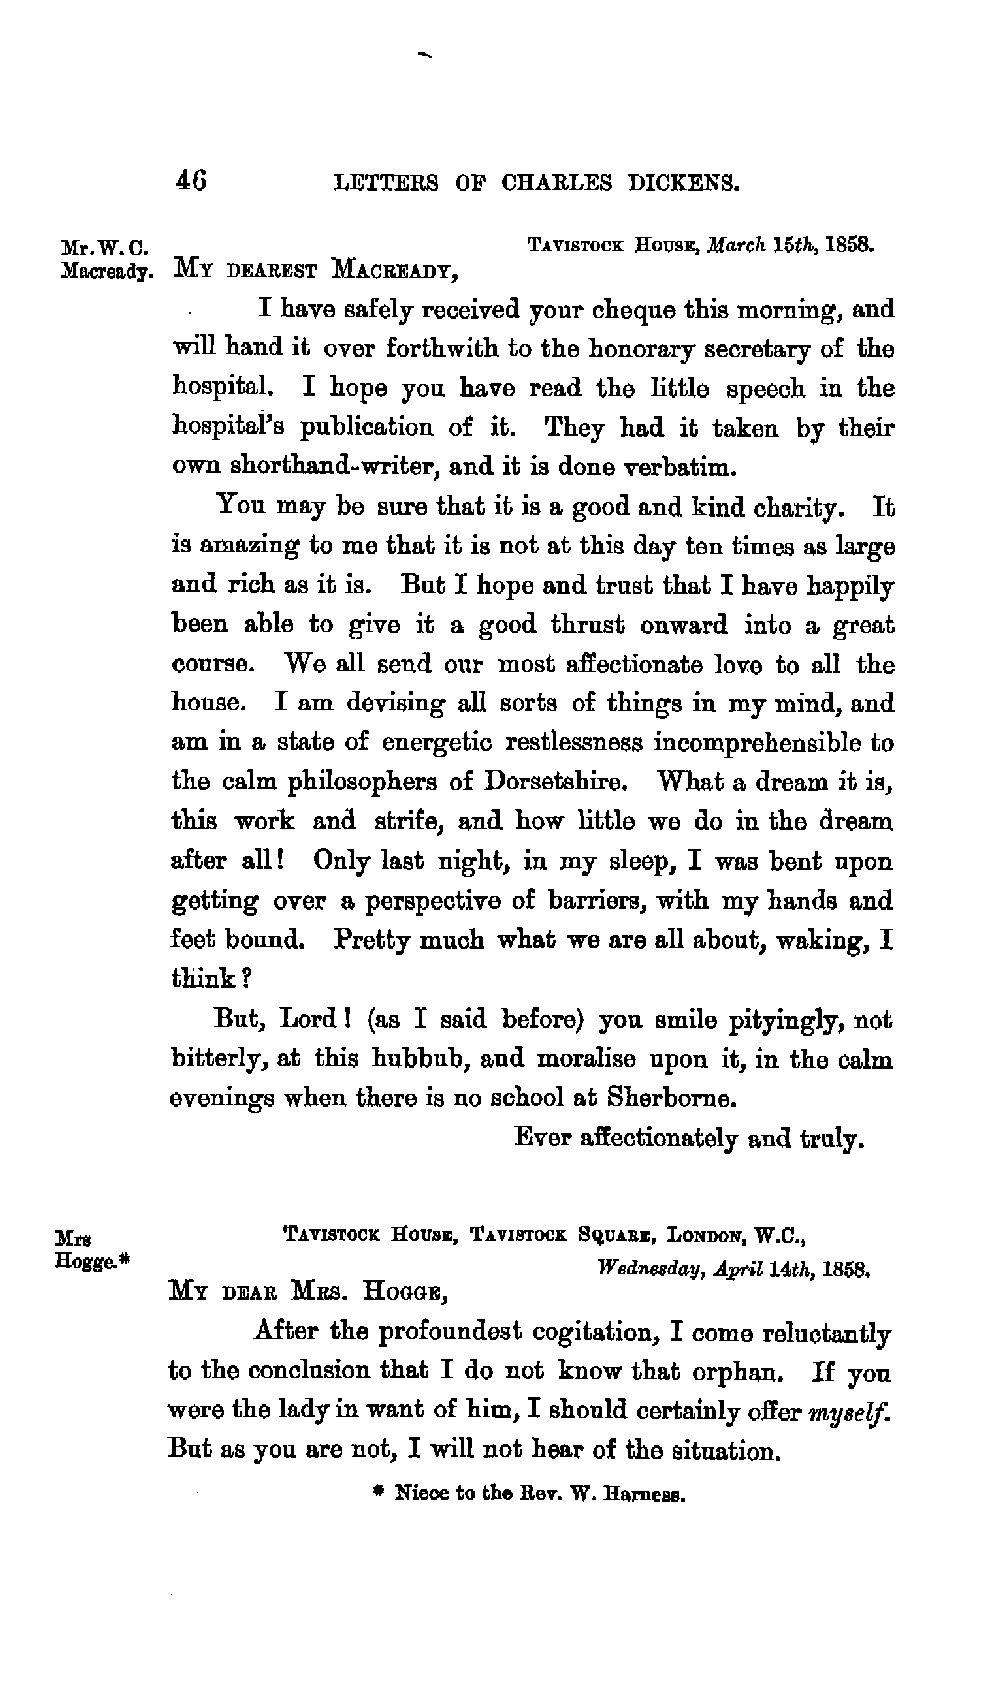 46 LETTERS OF CHARLES DICKENS.
Mr. W. C. Macready.
TAVISTOCK HOUSE, March 15th, 1858.
MY DEAREST MACREADY,
I have safely received your cheque this morning, and
will hand it over forthwith to the honorary secretary of the
hospital. I hope you have read the little speech in the
hospital's publication of it. They had it taken by their
own shorthand-writer, and it is done verbatim.
You may be sure that it is a good and kind charity. It
is amazing to me that it is not at this day ten times as large
and rich as it is. But I hope and trust that I have happily
been able to give it a good thrust onward into a great
course. We all send our most affectionate love to all the
house. I am devising all sorts of things in my mind, and
am in a state of energetic restlessness incomprehensible to
the calm philosophers of Dorsetshire. What a dream it is,
this work and strife, and how little we do in the dream
after all! Only last night, in my sleep, I was bent upon
getting over a perspective of barriers, with my hands and
feet bound. Pretty much what we are all about, waking, I
think?
But, Lord! (as I said before) you smile pityingly, not
bitterly, at this hubbub, and moralise upon it, in the calm
evenings when there is no school at Sherborne.
Ever affectionately and truly.
Mrs Hogge.*
TAVISTOCK HOUSE, TAVISTOCK SQUARE, LONDON, W.C.,
Wednesday, April 14th, 1858.
MY DEAR MRS. HOGGE,
After the profoundest cogitation, I come reluctantly
to the conclusion that I do not know that orphan. If you
were the lady in want of him, I should certainly offer myself.
But as you are not, I will not hear of the situation.
* Niece to the Rev. W. Harness.